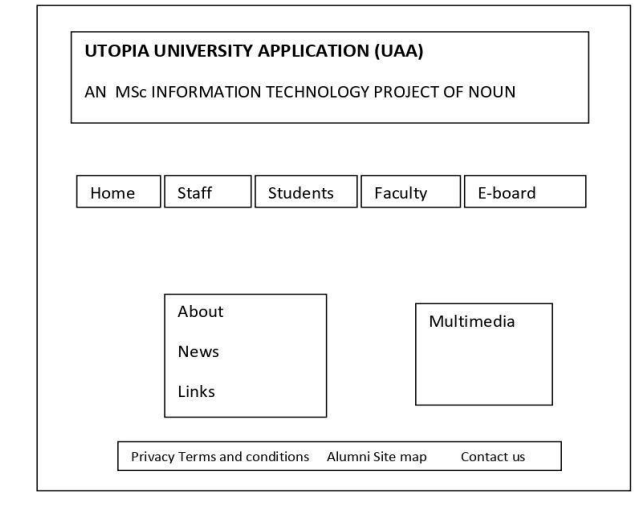 UTOPIA UNIVERSITY APPLICATION (UAA)
AN MSc INFORMATION TECHNOLOGY PROJECT OF NOUN
Home Staff Students Faculty E-board
About
News
Links
Multimedia
Privacy Terms and conditions Alumni Site map Contact us